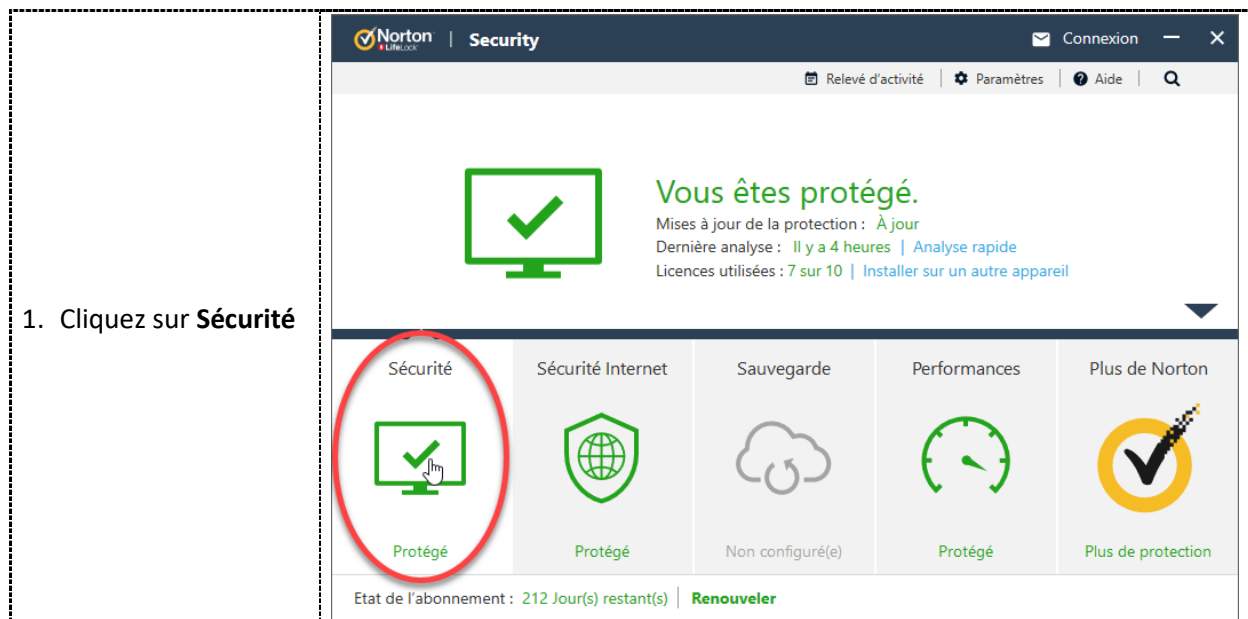 1. Cliquez sur Sécurité
Norton | Security
LifeLock
Connexion
Relevé d'activité | Paramètres | Aide |
Vous êtes protégé.
Mises à jour de la protection : À jour
Dernière analyse : Il y a 4 heures | Analyse rapide
Licences utilisées : 7 sur 10 | Installer sur un autre appareil
Sécurité
Sécurité Internet
Sauvegarde
Performances
Plus de Norton
Protégé
Protégé
Non configuré(e)
Protégé
Plus de protection
Etat de l'abonnement : 212 Jour(s) restant(s) | Renouveler